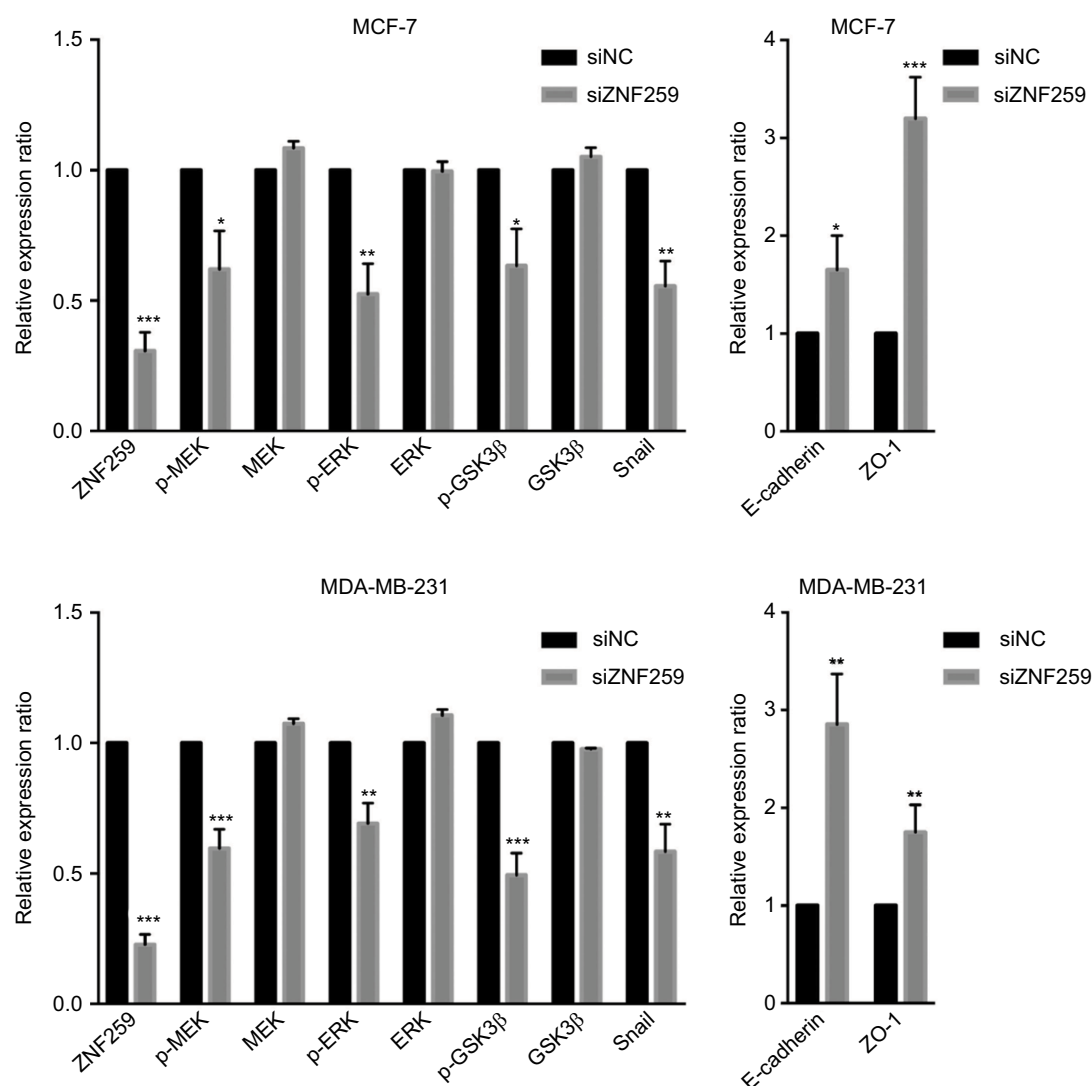 MCF-7
1.5
1.0
0.5
0.0
Relative expression ratio
siNC
siZNF259
***
*
**
*
**
ZNF259
p-MEK
MEK
p-ERK
ERK
p-GSK3β
GSK3β
Snail
MCF-7
4
3
2
1
0
Relative expression ratio
siNC
siZNF259
*
***
E-cadherin
ZO-1
MDA-MB-231
1.5
1.0
0.5
0.0
Relative expression ratio
siNC
siZNF259
***
***
**
***
**
ZNF259
p-MEK
MEK
p-ERK
ERK
p-GSK3β
GSK3β
Snail
MDA-MB-231
4
3
2
1
0
Relative expression ratio
siNC
siZNF259
**
**
E-cadherin
ZO-1